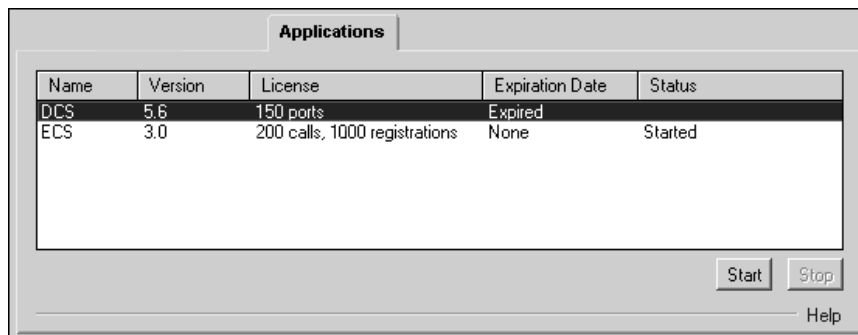 Applications
Name Version License Expiration Date Status
DCS 5.6 150 ports Expired
ECS 3.0 200 calls, 1000 registrations None Started
Start Stop
Help